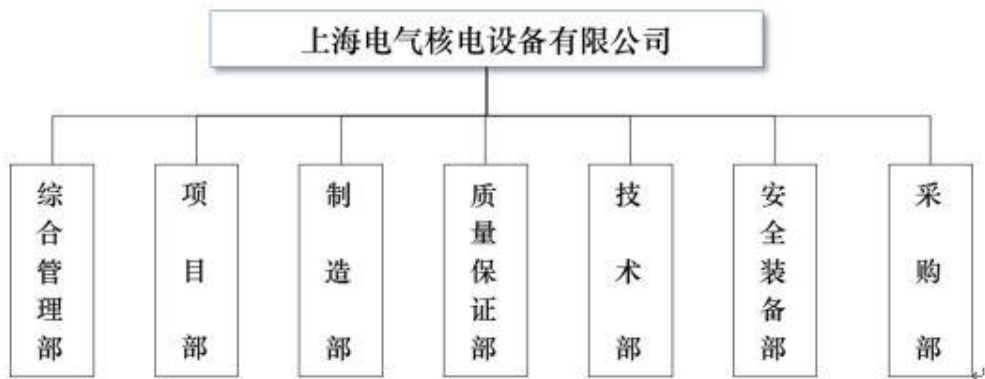 上海电气核电设备有限公司
综合管理部
项目部
制造部
质量保证部
技术部
安全装备部
采购部